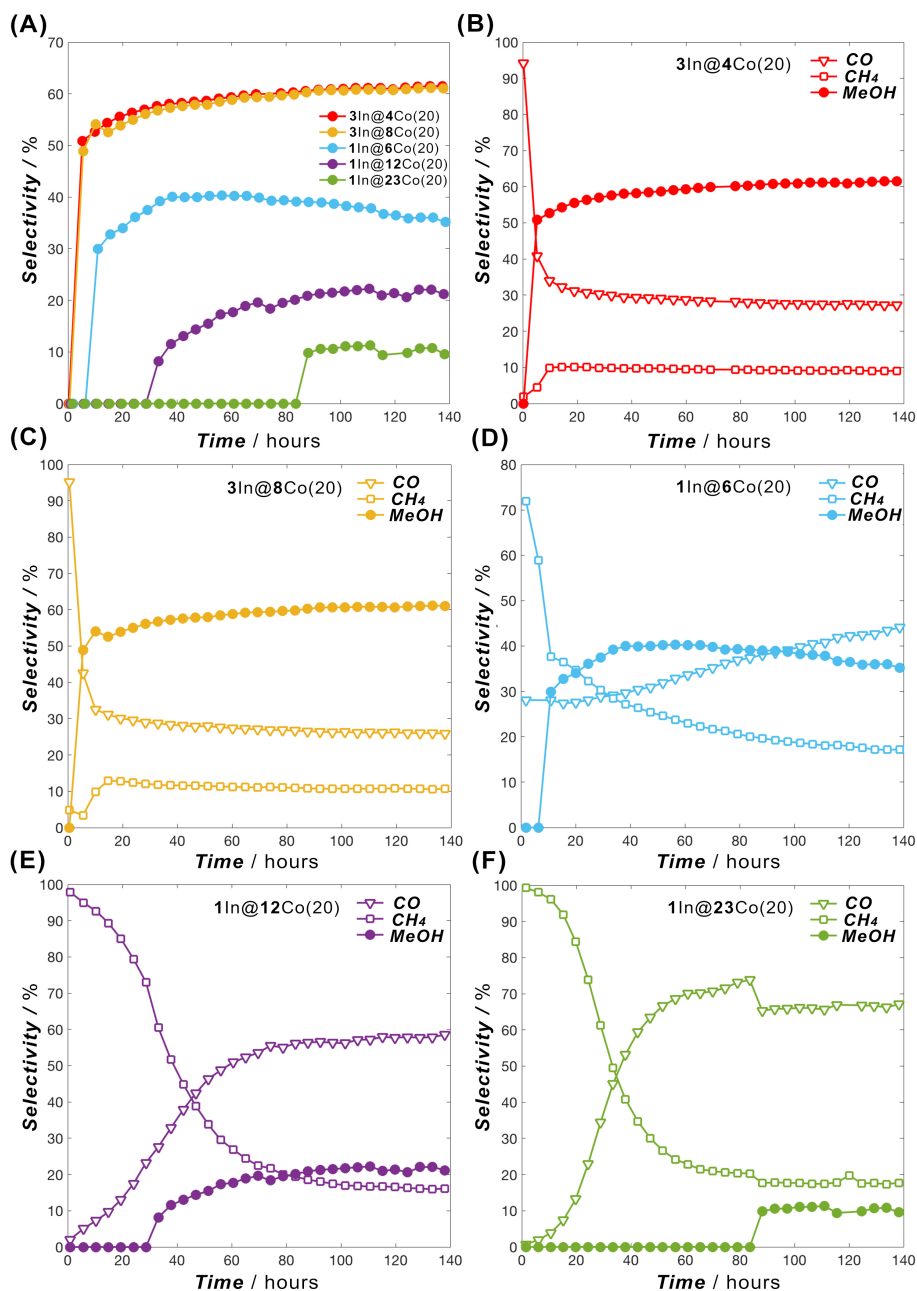 (A)
70
60
50
40
30
20
10
0
Selectivity / %
3In@4Co(20)
3In@8Co(20)
1In@6Co(20)
1In@12Co(20)
1In@23Co(20)
0 20 40 60 80 100 120 140
Time / hours
(B)
100
90
80
70
60
50
40
30
20
10
0
Selectivity / %
3In@4Co(20)
CO
CH4
MeOH
0 20 40 60 80 100 120 140
Time / hours
(C)
100
90
80
70
60
50
40
30
20
10
0
Selectivity / %
3In@8Co(20)
CO
CH4
MeOH
0 20 40 60 80 100 120 140
Time / hours
(D)
80
70
60
50
40
30
20
10
0
Selectivity / %
1In@6Co(20)
CO
CH4
MeOH
0 20 40 60 80 100 120 140
Time / hours
(E)
100
90
80
70
60
50
40
30
20
10
0
Selectivity / %
1In@12Co(20)
CO
CH4
MeOH
0 20 40 60 80 100 120 140
Time / hours
(F)
100
90
80
70
60
50
40
30
20
10
0
Selectivity / %
1In@23Co(20)
CO
CH4
MeOH
0 20 40 60 80 100 120 140
Time / hours